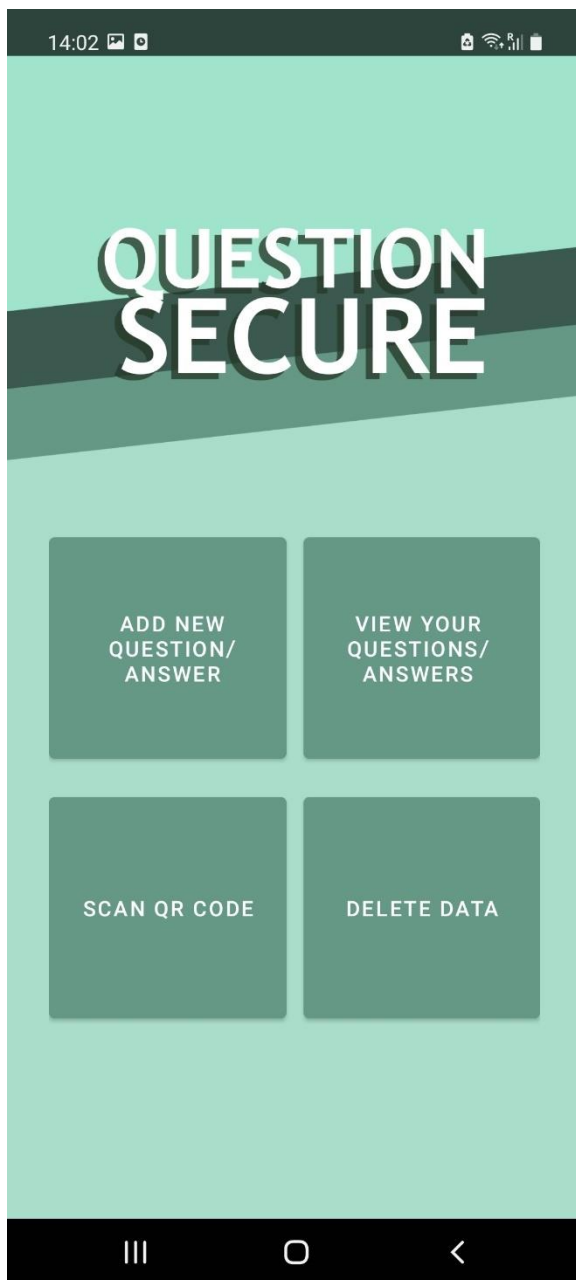 14:02
R
QUESTION
SECURE
ADD NEW
QUESTION/
ANSWER
VIEW YOUR
QUESTIONS/
ANSWERS
SCAN QR CODE
DELETE DATA